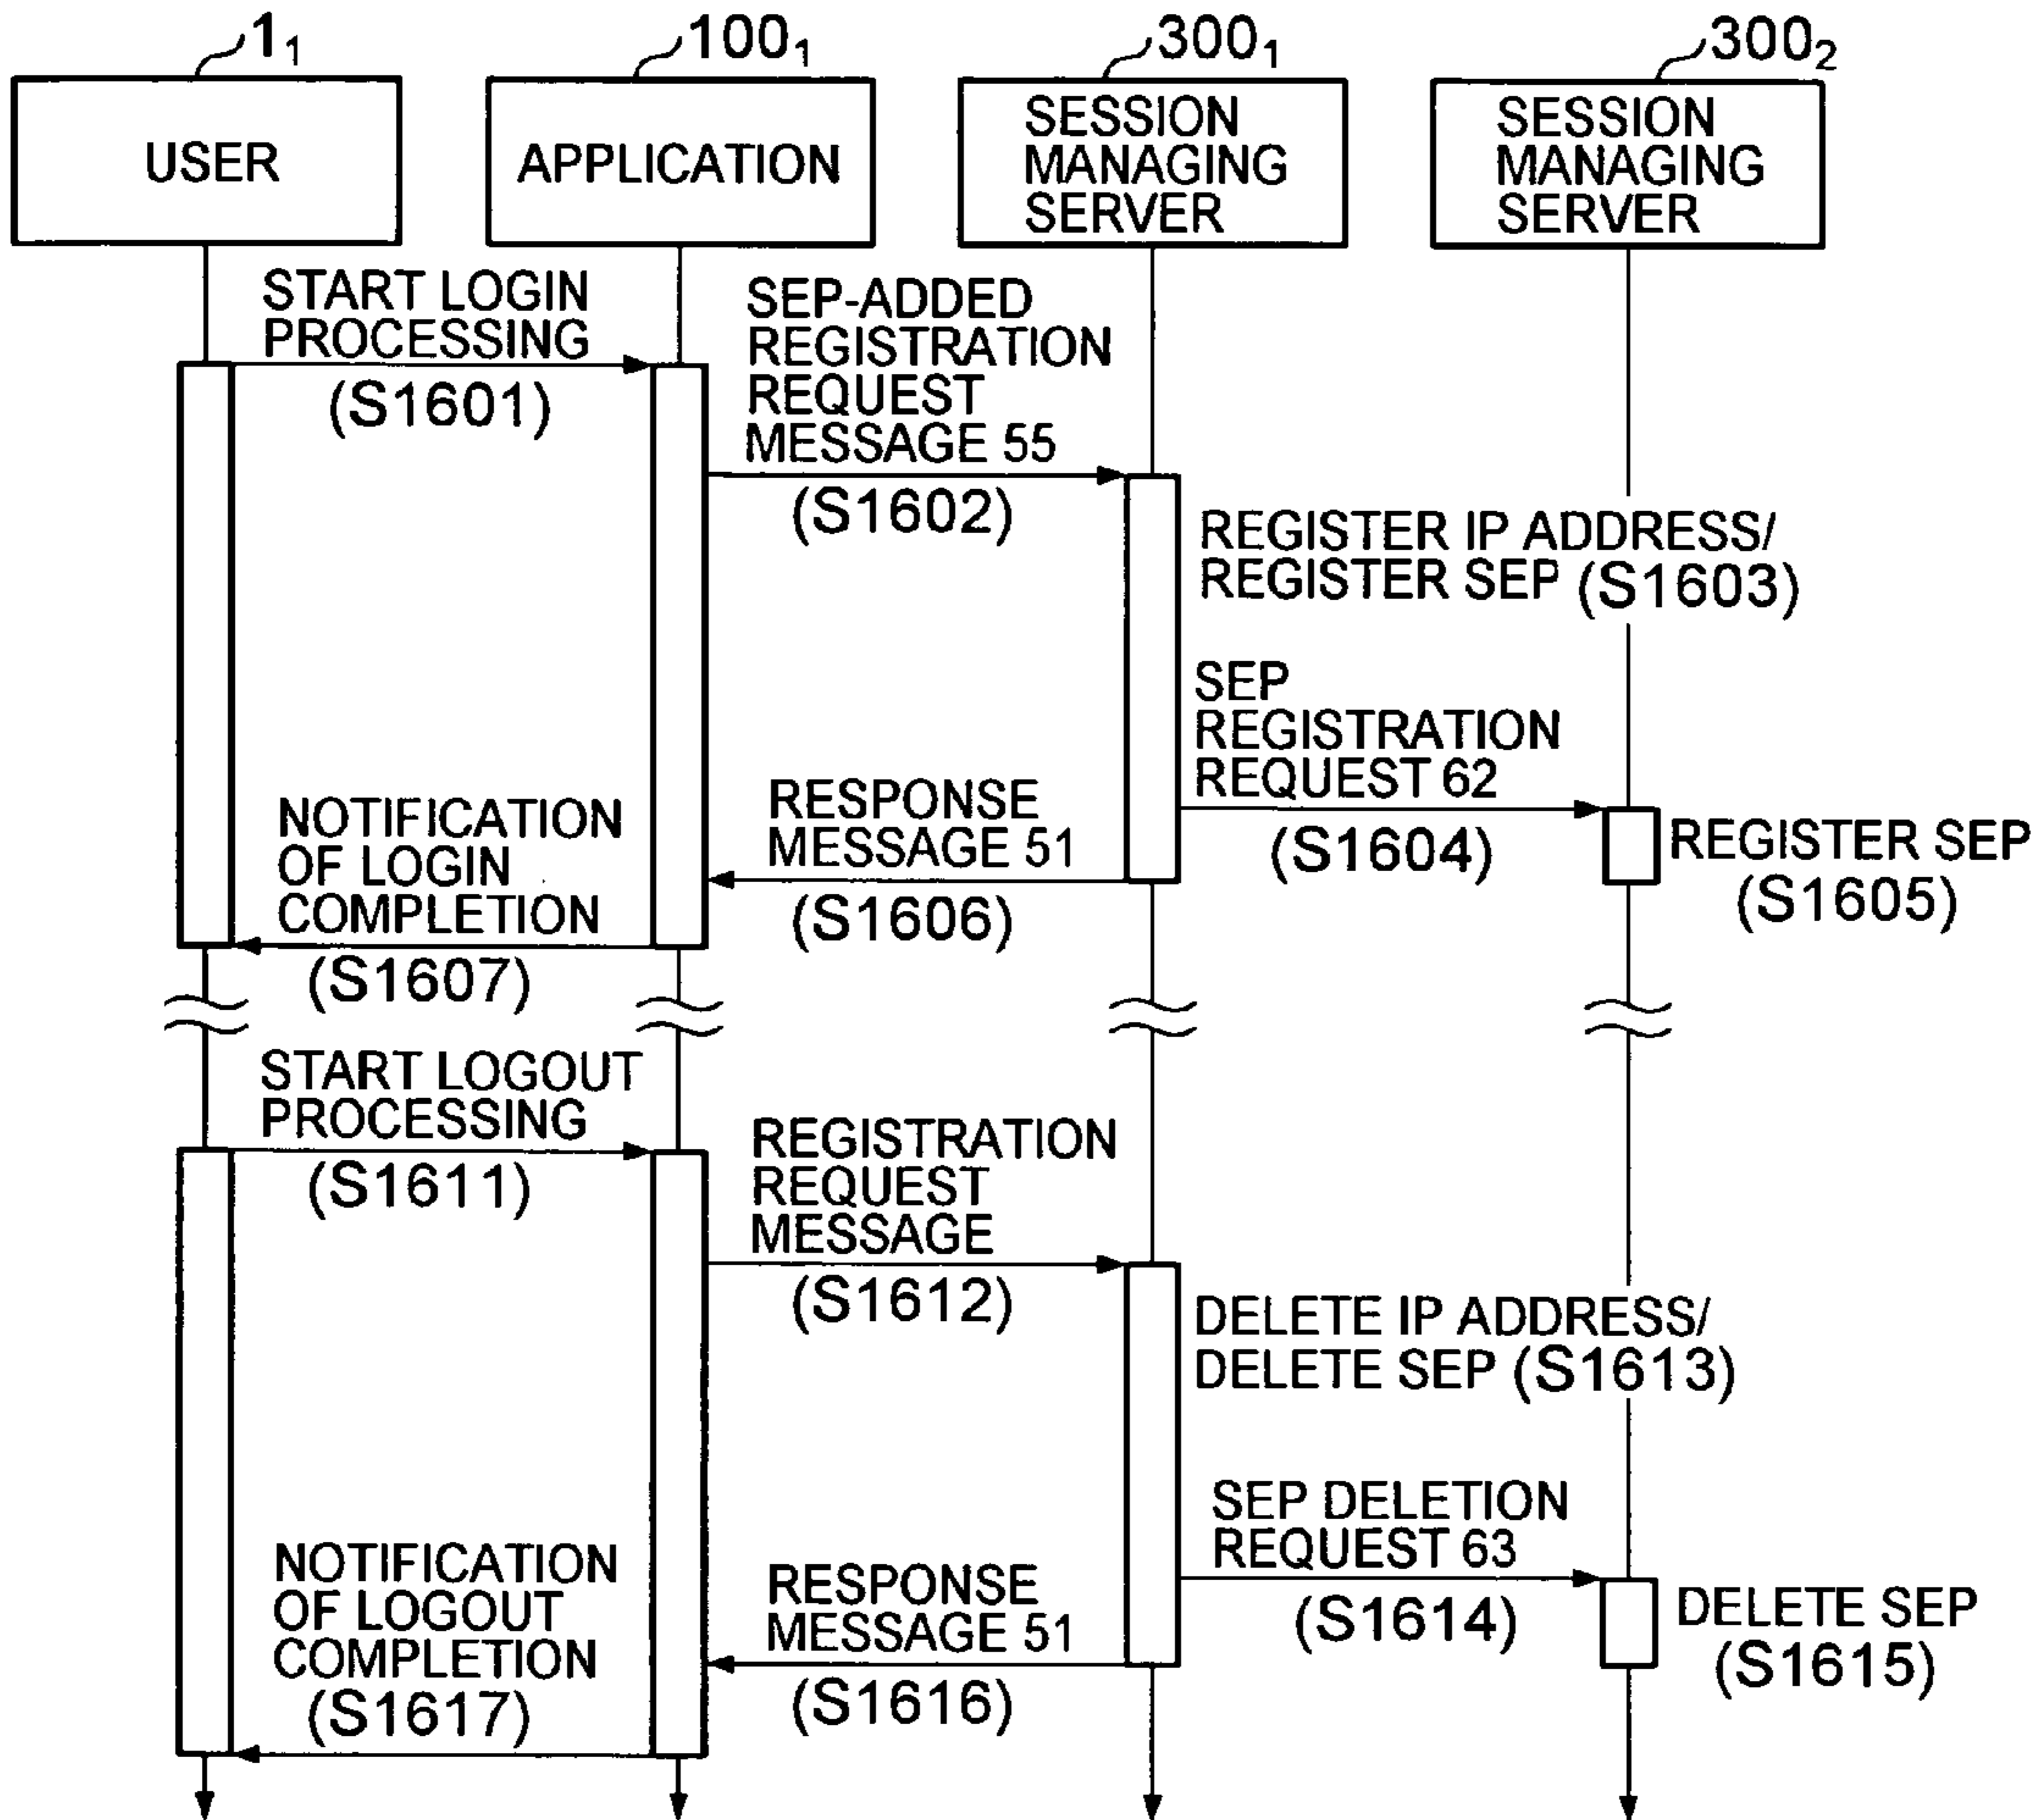 1₁
100₁
300₁
300₂
USER
APPLICATION
SESSION
MANAGING
SERVER
SESSION
MANAGING
SERVER
START LOGIN
PROCESSING
(S1601)
SEP-ADDED
REGISTRATION
REQUEST
MESSAGE 55
(S1602)
REGISTER IP ADDRESS/
REGISTER SEP (S1603)
SEP
REGISTRATION
REQUEST 62
(S1604)
REGISTER SEP
(S1605)
RESPONSE
MESSAGE 51
(S1606)
NOTIFICATION
OF LOGIN
COMPLETION
(S1607)
START LOGOUT
PROCESSING
(S1611)
REGISTRATION
REQUEST
MESSAGE
(S1612)
DELETE IP ADDRESS/
DELETE SEP (S1613)
SEP DELETION
REQUEST 63
(S1614)
DELETE SEP
(S1615)
RESPONSE
MESSAGE 51
(S1616)
NOTIFICATION
OF LOGOUT
COMPLETION
(S1617)